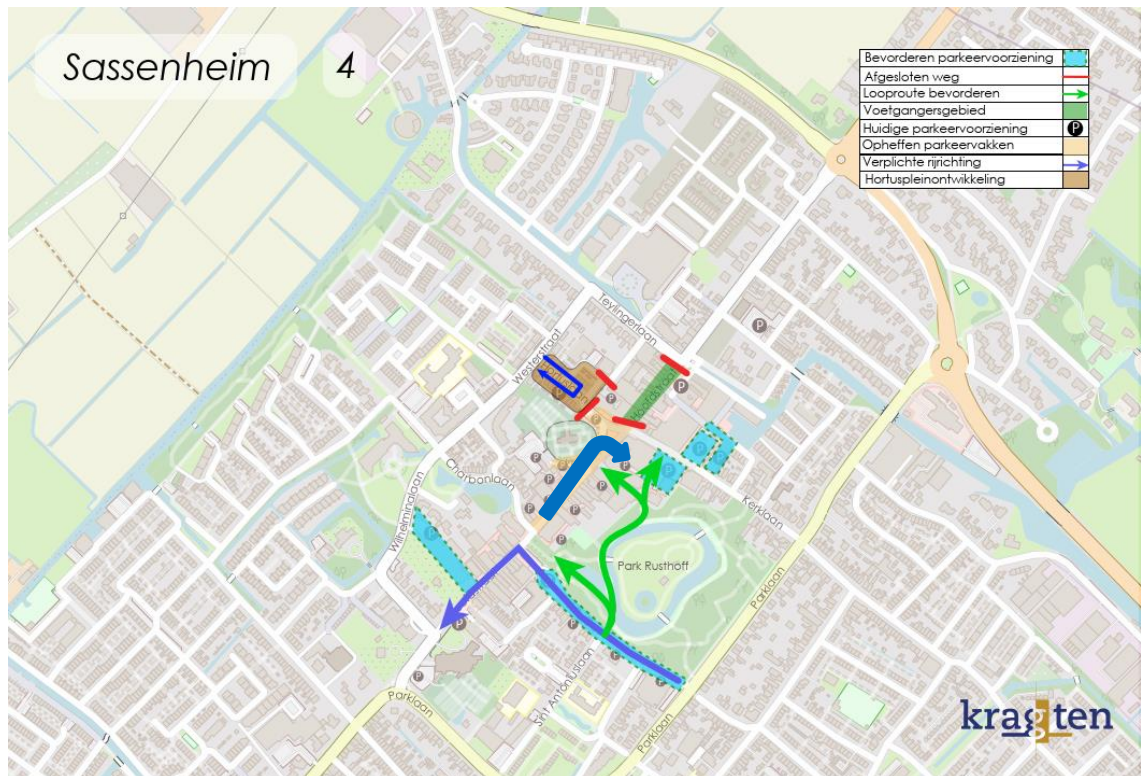 Sassenheim 4
Bevorderen parkeervoorziening
Afgesloten weg
Looproute bevorderen
Voetgangersgebied
Huidige parkeervoorziening P
Opheffen parkeervakken
Verplichte rijrichting
Hortuspleinontwikkeling
Teylingerlaan
Westerstraat
Hoofdstraat
Charbonlaan
Wilhelminalaan
Kerklaan
Park Rusthoff
Parklaan
Sint Antoniuslaan
Parklaan
Parklaan
kragten